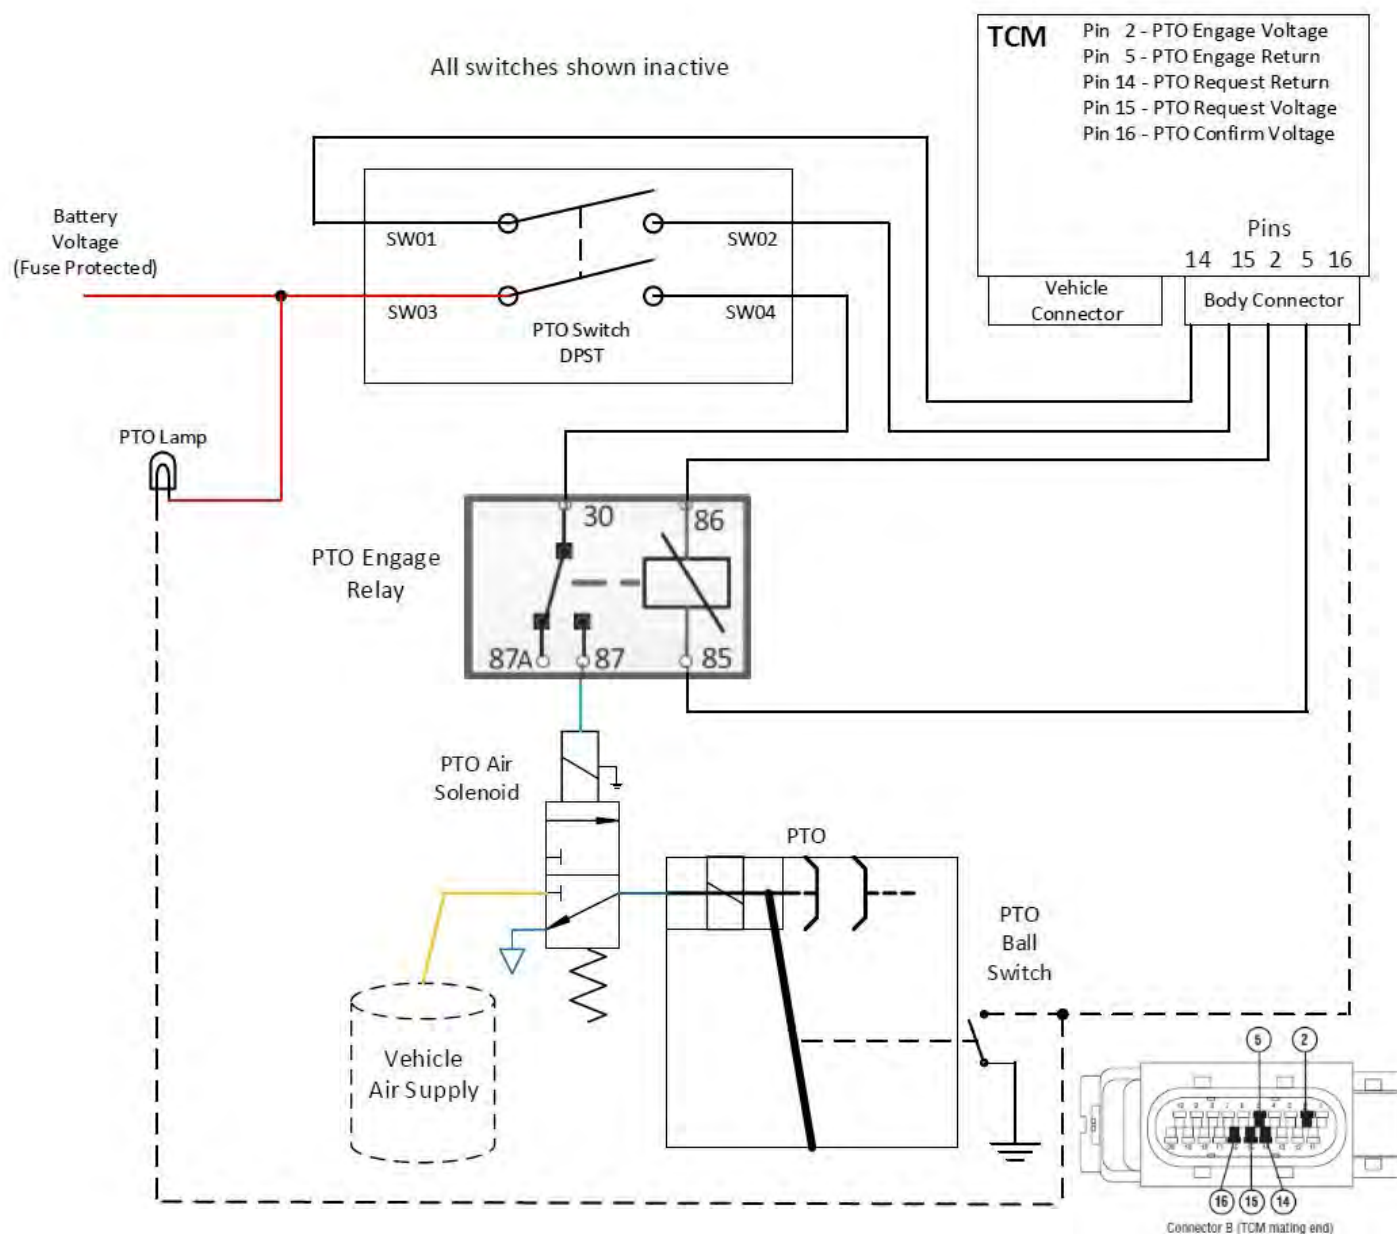 All switches shown inactive
TCM
Pin 2 - PTO Engage Voltage
Pin 5 - PTO Engage Return
Pin 14 - PTO Request Return
Pin 15 - PTO Request Voltage
Pin 16 - PTO Confirm Voltage
Pins
14 15 2 5 16
Vehicle
Connector
Body Connector
Battery
Voltage
(Fuse Protected)
SW01
SW02
SW03
SW04
PTO Switch
DPST
PTO Lamp
PTO Engage
Relay
30
86
87A
87
85
PTO Air
Solenoid
PTO
PTO
Ball
Switch
Vehicle
Air Supply
5 2
16 15 14
Connector B (TCM mating end)